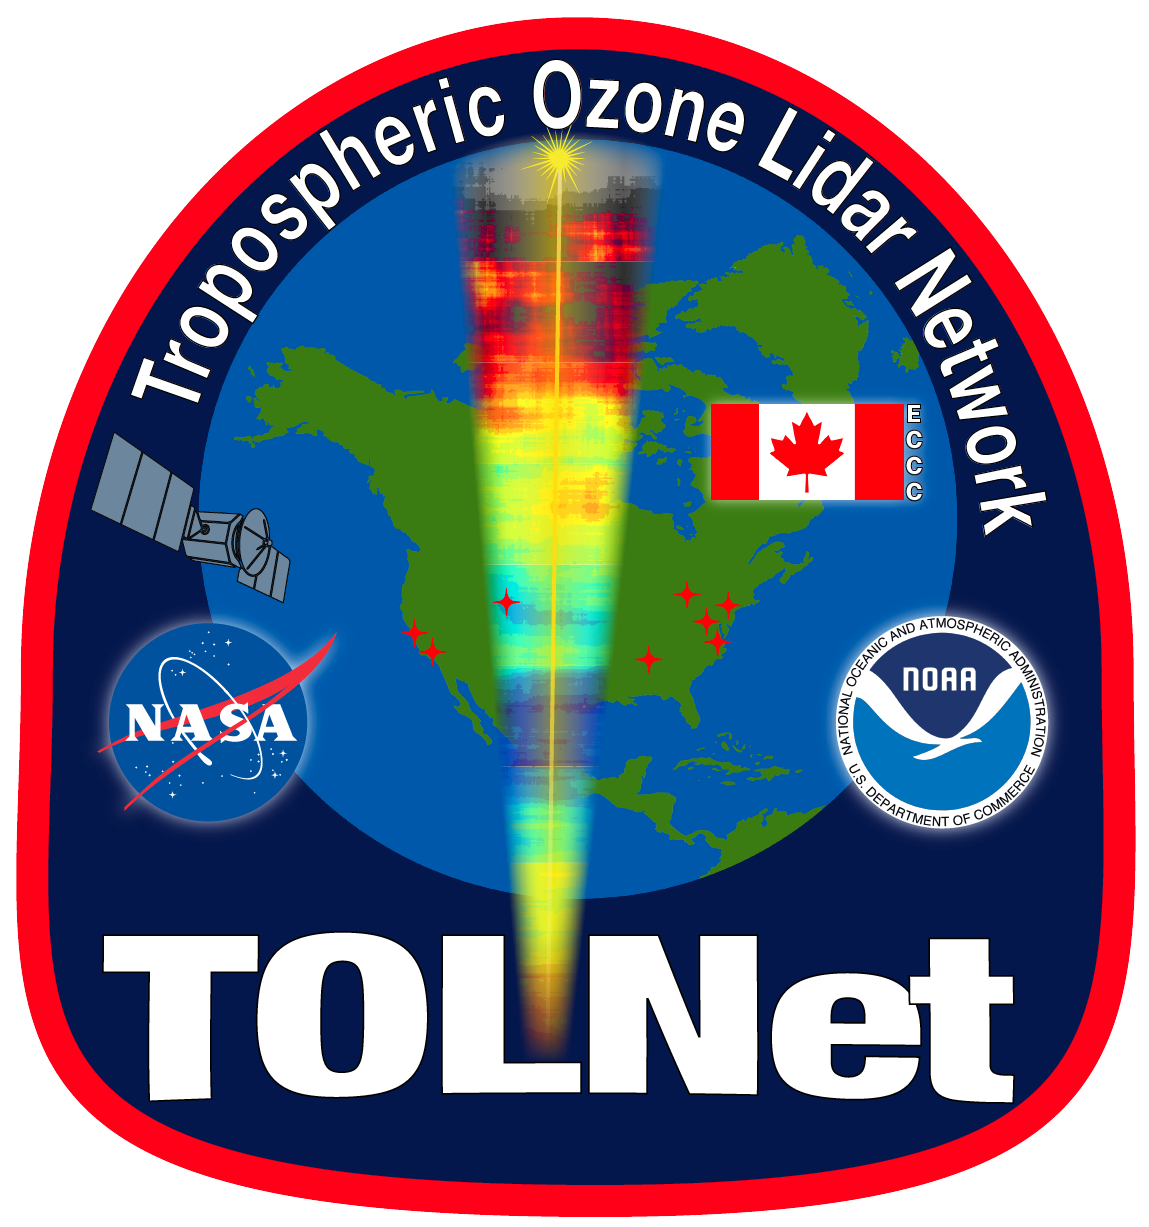 Tropospheric Ozone Lidar Network
ECCC
NASA
NATIONAL OCEANIC AND ATMOSPHERIC ADMINISTRATION
NOAA
U.S. DEPARTMENT OF COMMERCE
TOLNet